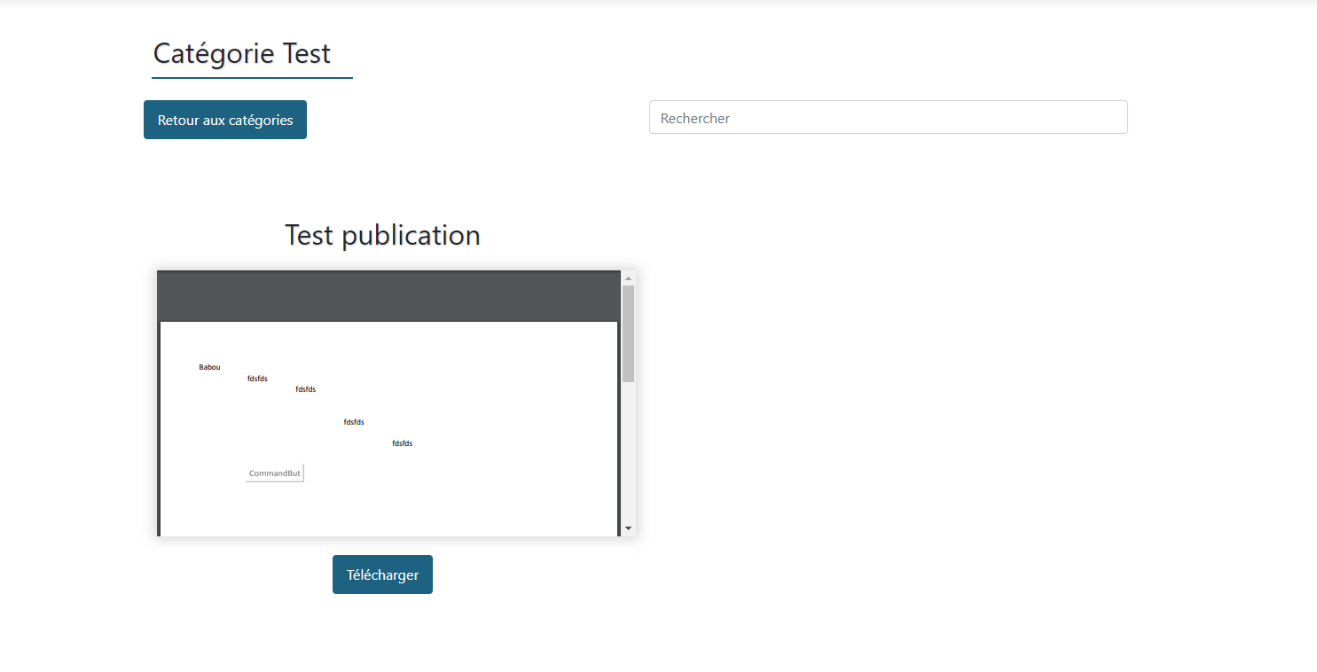 Catégorie Test
Retour aux catégories
Rechercher
Test publication
Babou
fdsfds
fdsfds
fdsfds
fdsfds
CommandBut
Télécharger